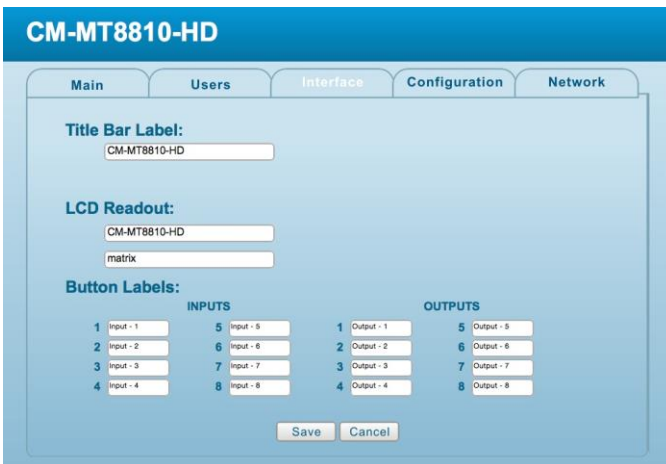 CM-MT8810-HD
Main Users Interface Configuration Network
Title Bar Label:
CM-MT8810-HD
LCD Readout:
CM-MT8810-HD
matrix
Button Labels:
INPUTS OUTPUTS
1 Input - 1 5 Input - 5 1 Output - 1 5 Output - 5
2 Input - 2 6 Input - 6 2 Output - 2 6 Output - 6
3 Input - 3 7 Input - 7 3 Output - 3 7 Output - 7
4 Input - 4 8 Input - 8 4 Output - 4 8 Output - 8
Save Cancel